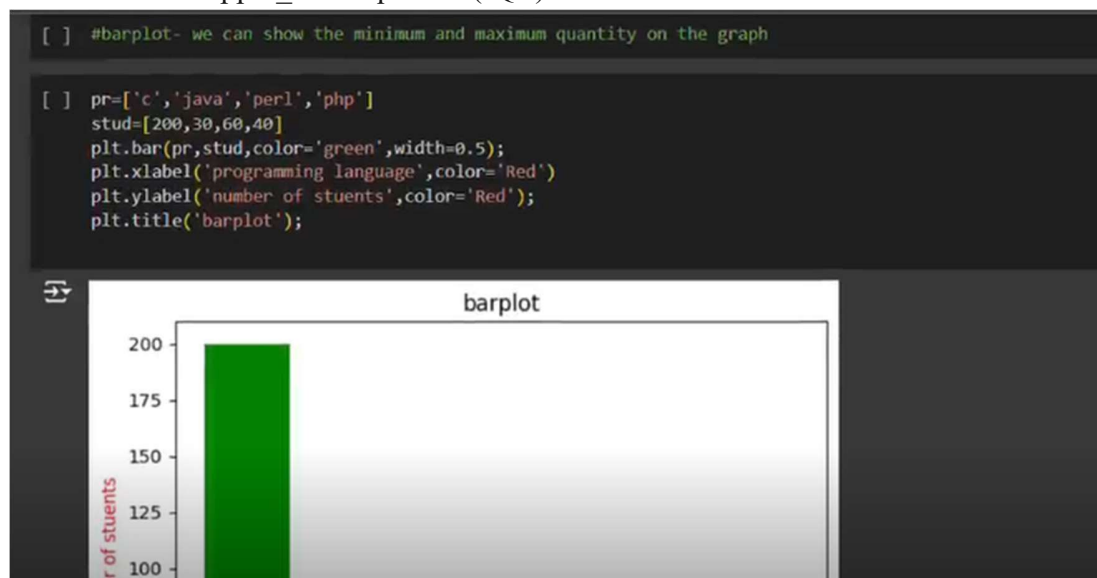 [ ] #barplot- we can show the minimum and maximum quantity on the graph
[ ] pr=['c','java','perl','php']
stud=[200,30,60,40]
plt.bar(pr,stud,color='green',width=0.5);
plt.xlabel('programming language',color='Red')
plt.ylabel('number of stuents',color='Red');
plt.title('barplot');
barplot
200
175
150
125
100
of stuents